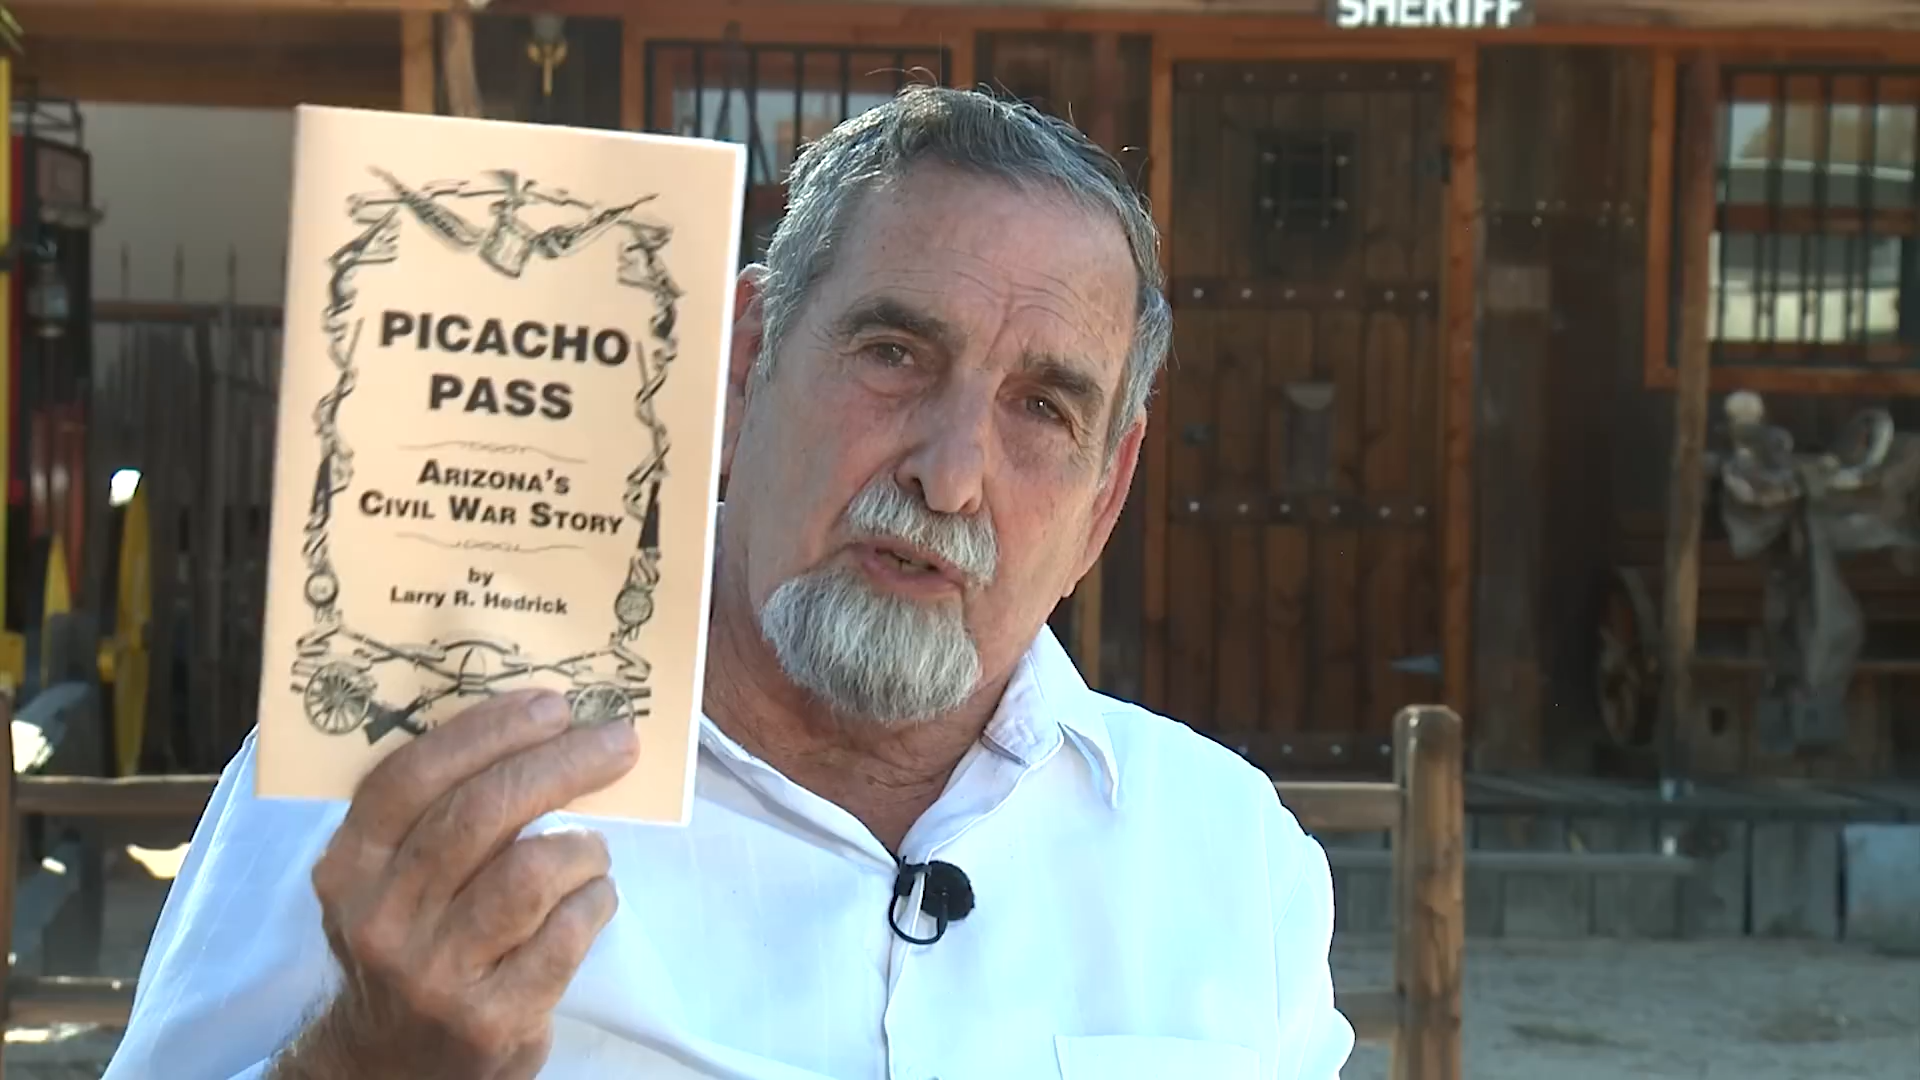 SHERIFF
PICACHO
PASS
ARIZONA'S
CIVIL WAR STORY
by
Larry R. Hedrick